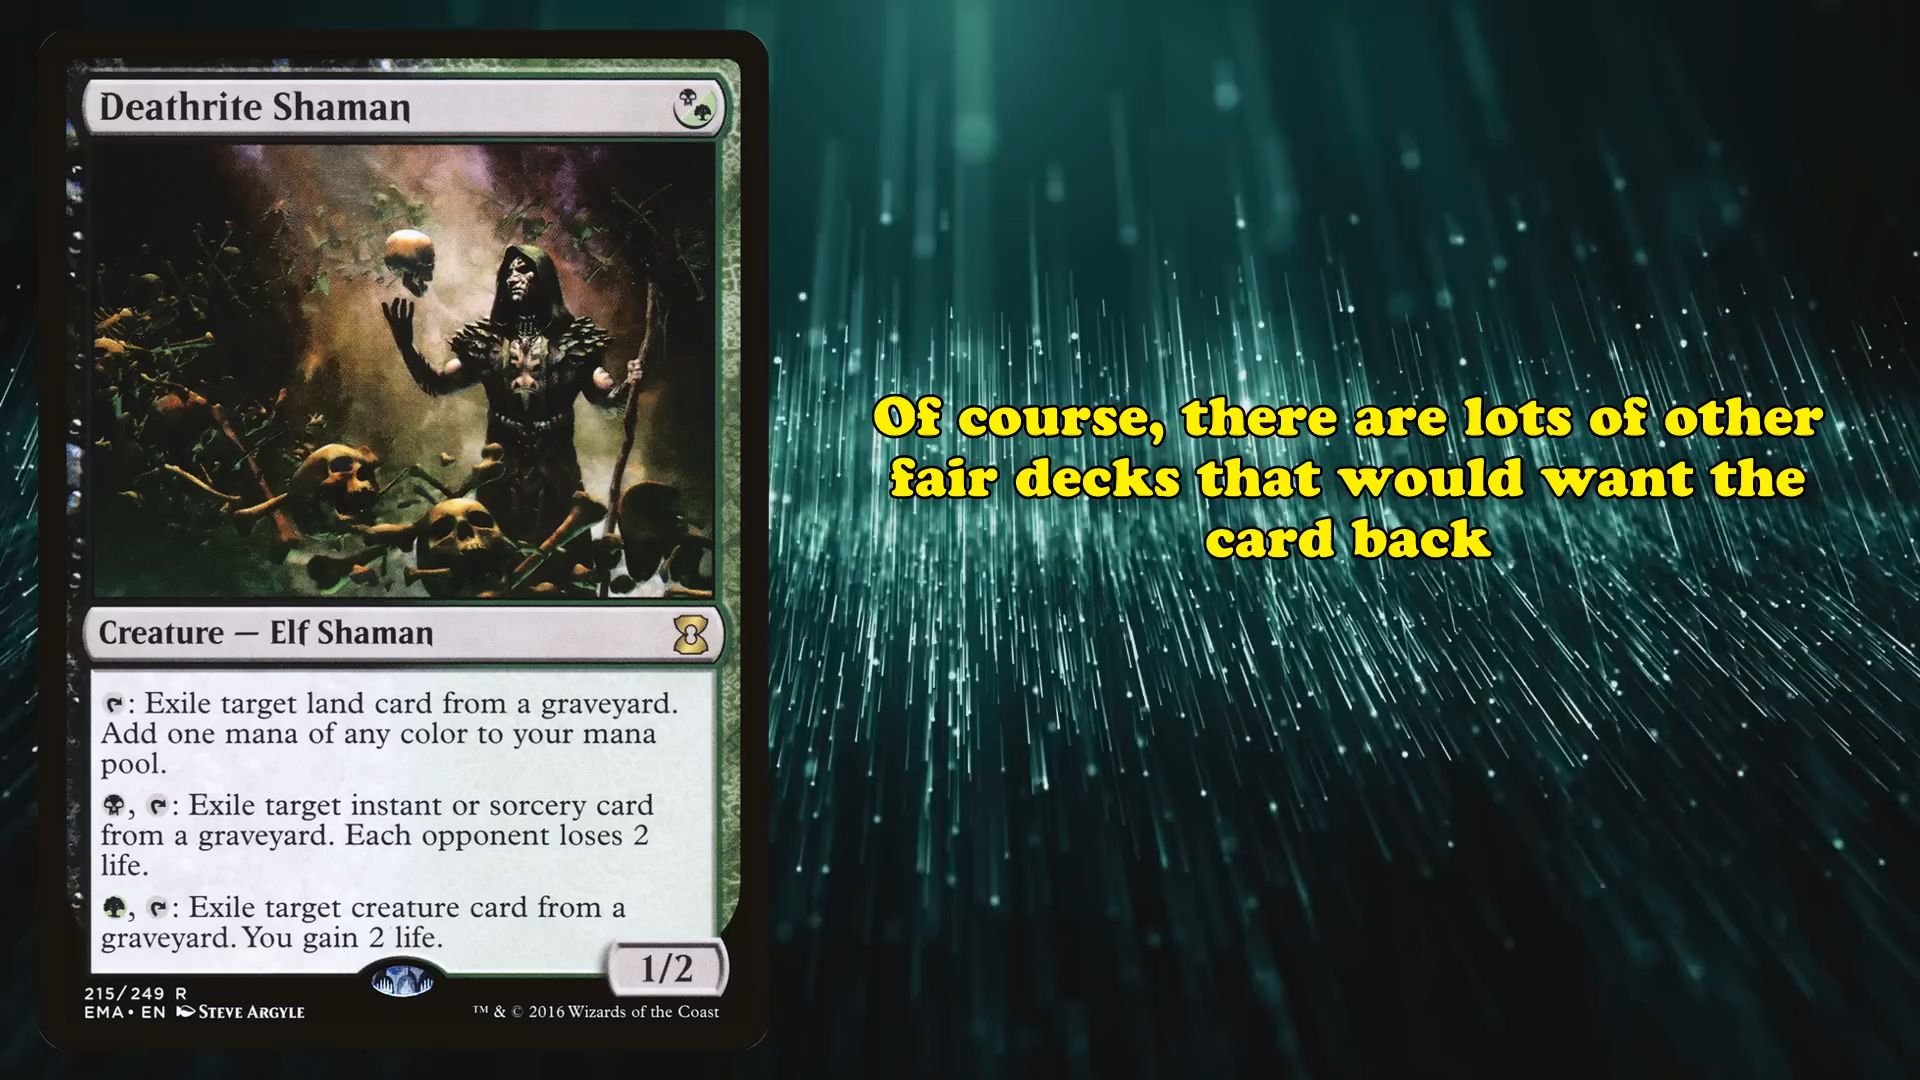 Deathrite Shaman
Creature — Elf Shaman
: Exile target land card from a graveyard.
Add one mana of any color to your mana
pool.
, : Exile target instant or sorcery card
from a graveyard. Each opponent loses 2
life.
, : Exile target creature card from a
graveyard. You gain 2 life.
1/2
215/249 R
EMA • EN Steve Argyle
™ & © 2016 Wizards of the Coast
Of course, there are lots of other
fair decks that would want the
card back